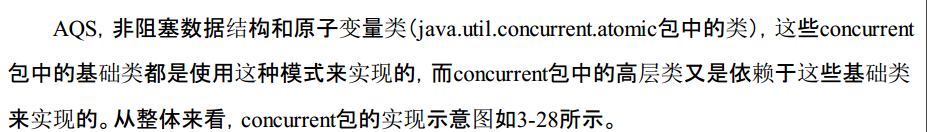 AQS，非阻塞数据结构和原子变量类（java.util.concurrent.atomic包中的类），这些concurrent
包中的基础类都是使用这种模式来实现的，而concurrent包中的高层类又是依赖于这些基础类
来实现的。从整体来看，concurrent包的实现示意图如3-28所示。